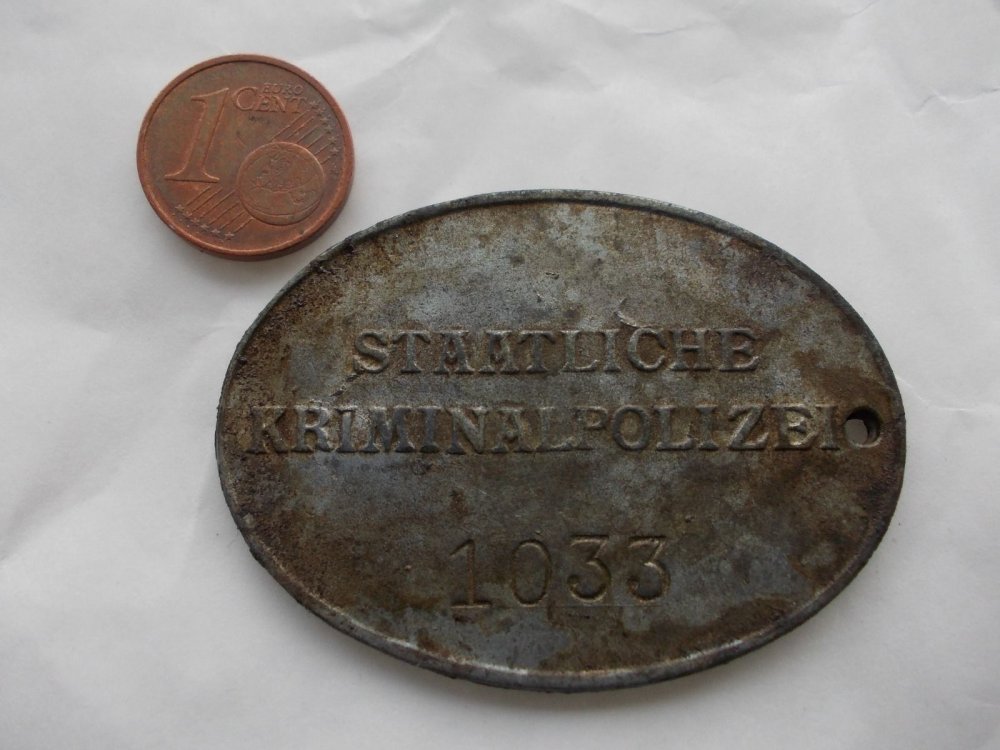 1 EURO
CENT
STAATLICHE
KRIMINALPOLIZEI
1033